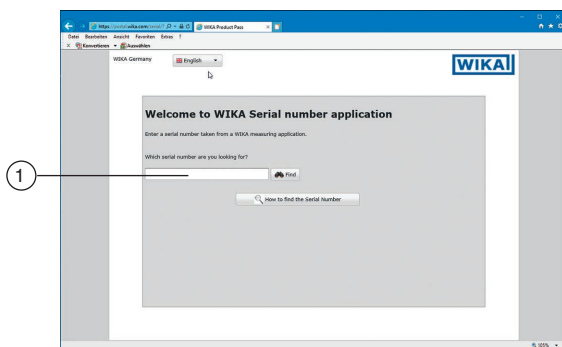 https://portal.wika.com/serial/?
WIKA Product Pass
Datei Bearbeiten Ansicht Favoriten Extras ?
Konvertieren Auswählen
WIKA Germany
English
WIKA
Welcome to WIKA Serial number application
Enter a serial number taken from a WIKA measuring application.
Which serial number are you looking for?
1
Find
How to find the Serial Number
105%